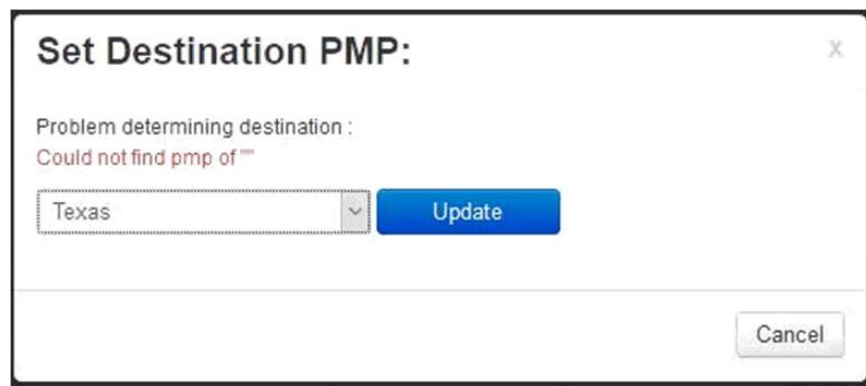 Set Destination PMP:
x
Problem determining destination :
Could not find pmp of ""
Texas
Update
Cancel